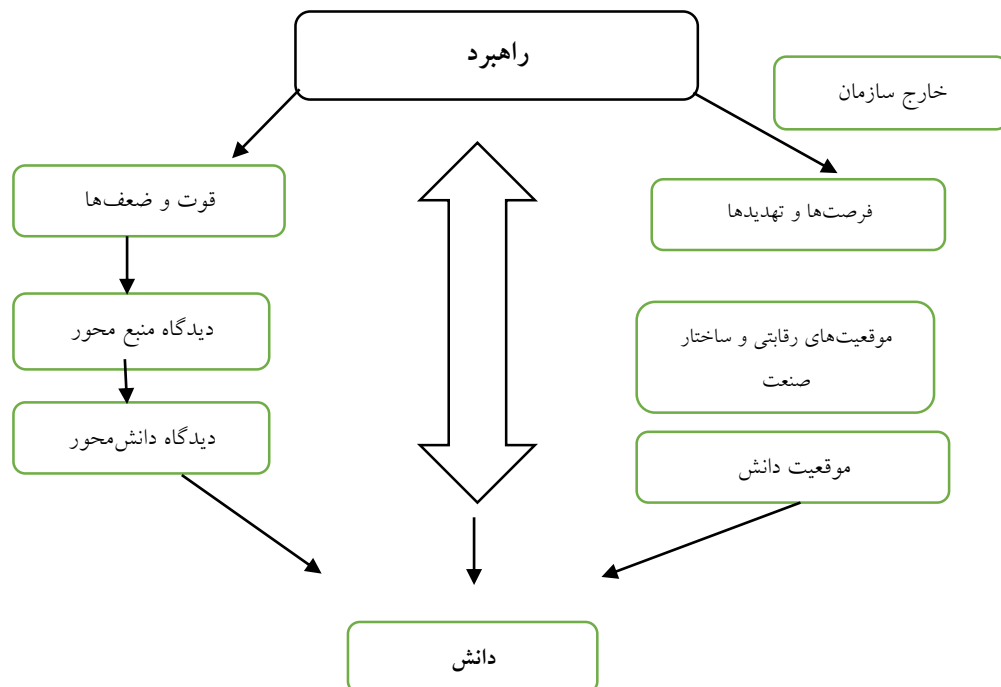 راهبرد
خارج سازمان
قوت و ضعف‌ها
فرصت‌ها و تهدیدها
دیدگاه منبع محور
موقعیت‌های رقابتی و ساختار
صنعت
دیدگاه دانش‌محور
موقعیت دانش
دانش